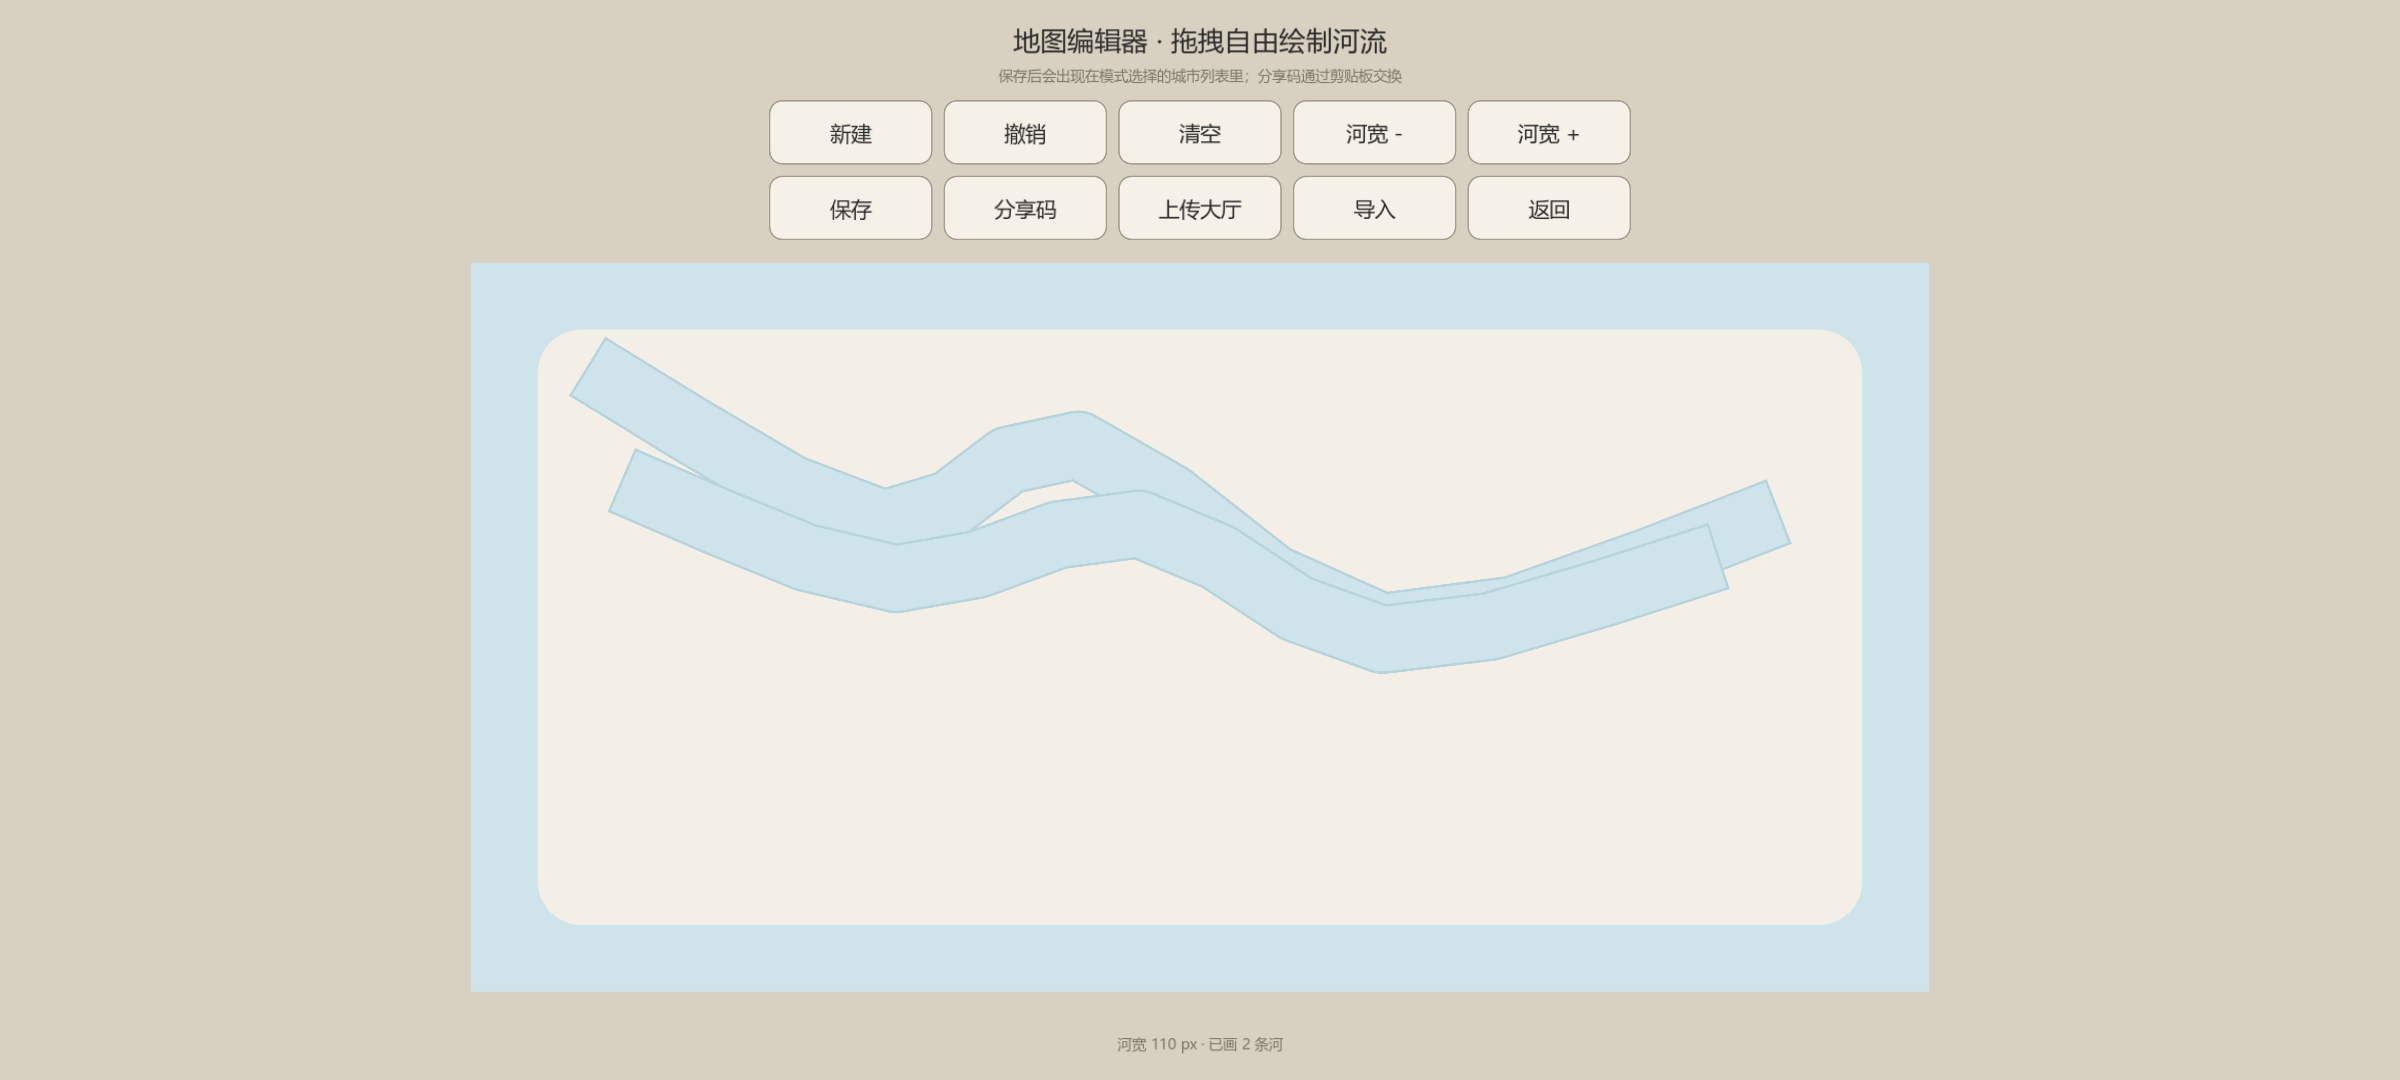 地图编辑器 · 拖拽自由绘制河流
保存后会出现在模式选择的城市列表里；分享码通过剪贴板交换
新建 撤销 清空 河宽 - 河宽 +
保存 分享码 上传大厅 导入 返回
河宽 110 px · 已画 2 条河